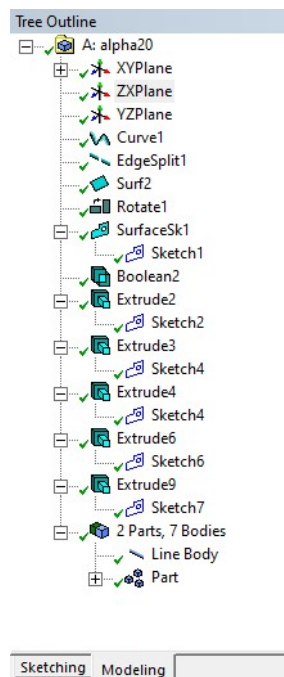 Tree Outline
A: alpha20
XYPlane
ZXPlane
YZPlane
Curve1
EdgeSplit1
Surf2
Rotate1
SurfaceSk1
Sketch1
Boolean2
Extrude2
Sketch2
Extrude3
Sketch4
Extrude4
Sketch4
Extrude6
Sketch6
Extrude9
Sketch7
2 Parts, 7 Bodies
Line Body
Part
Sketching Modeling